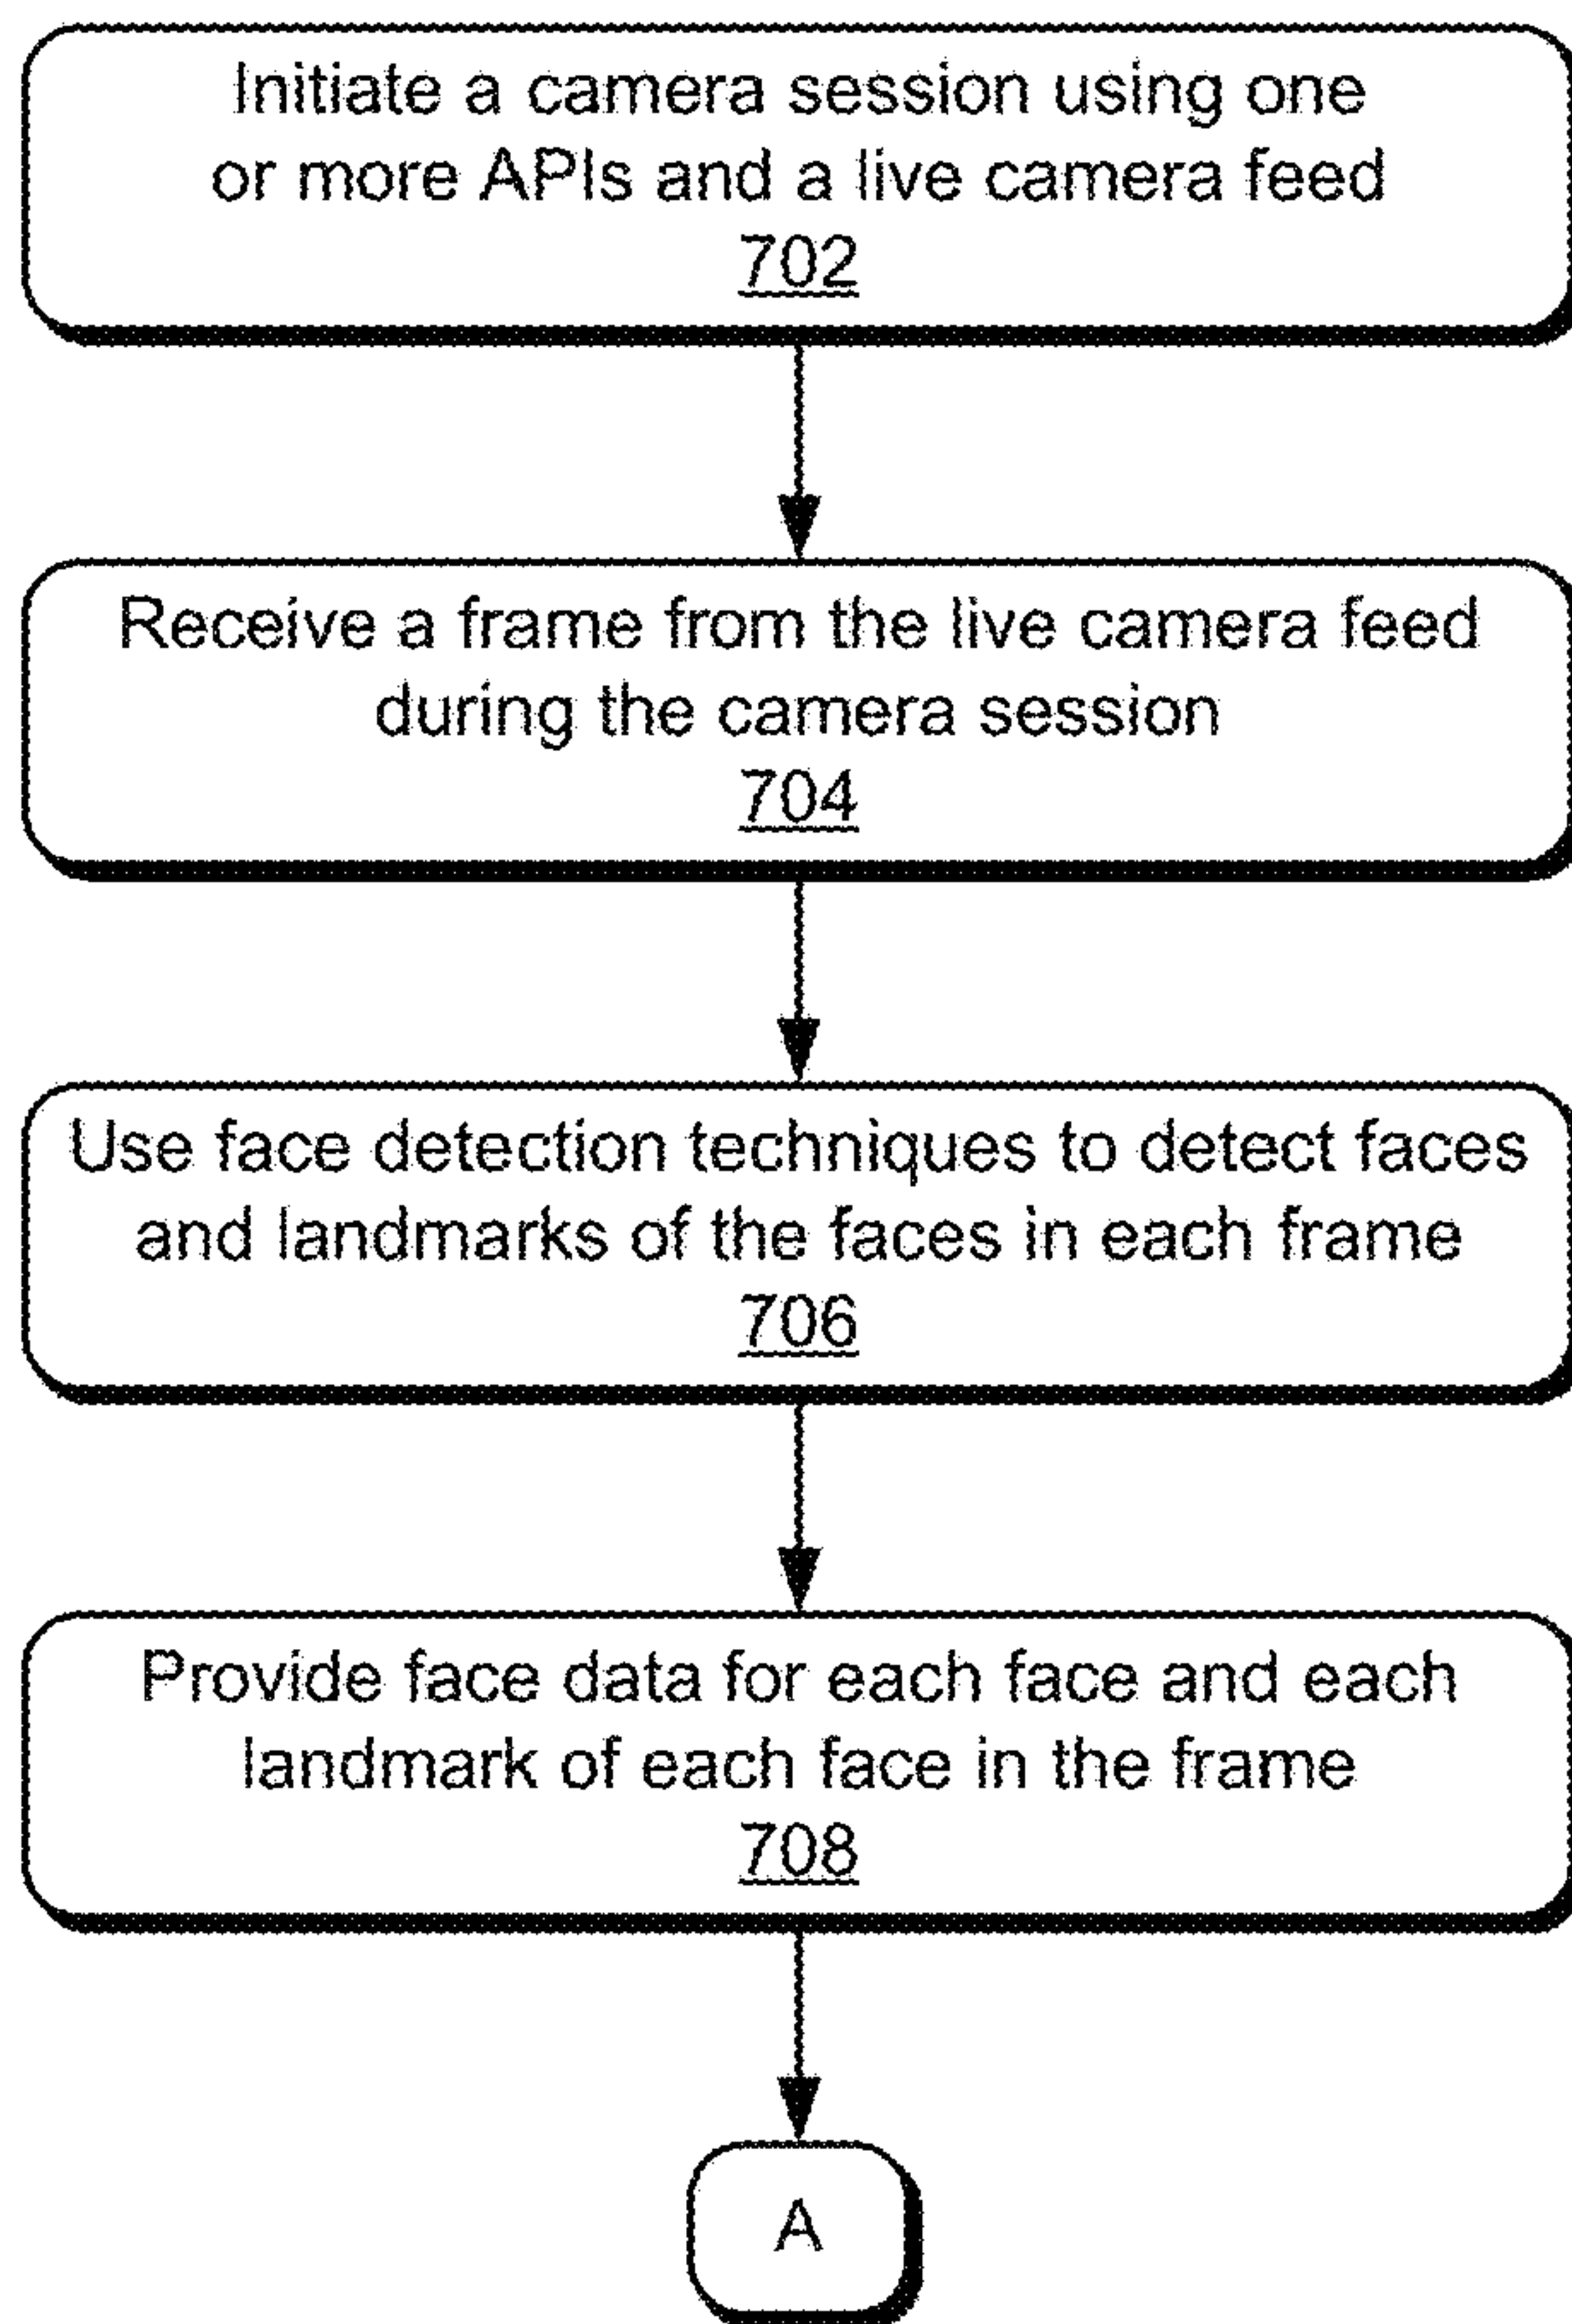 Initiate a camera session using one
or more APIs and a live camera feed
702
Receive a frame from the live camera feed
during the camera session
704
Use face detection techniques to detect faces
and landmarks of the faces in each frame
706
Provide face data for each face and each
landmark of each face in the frame
708
A